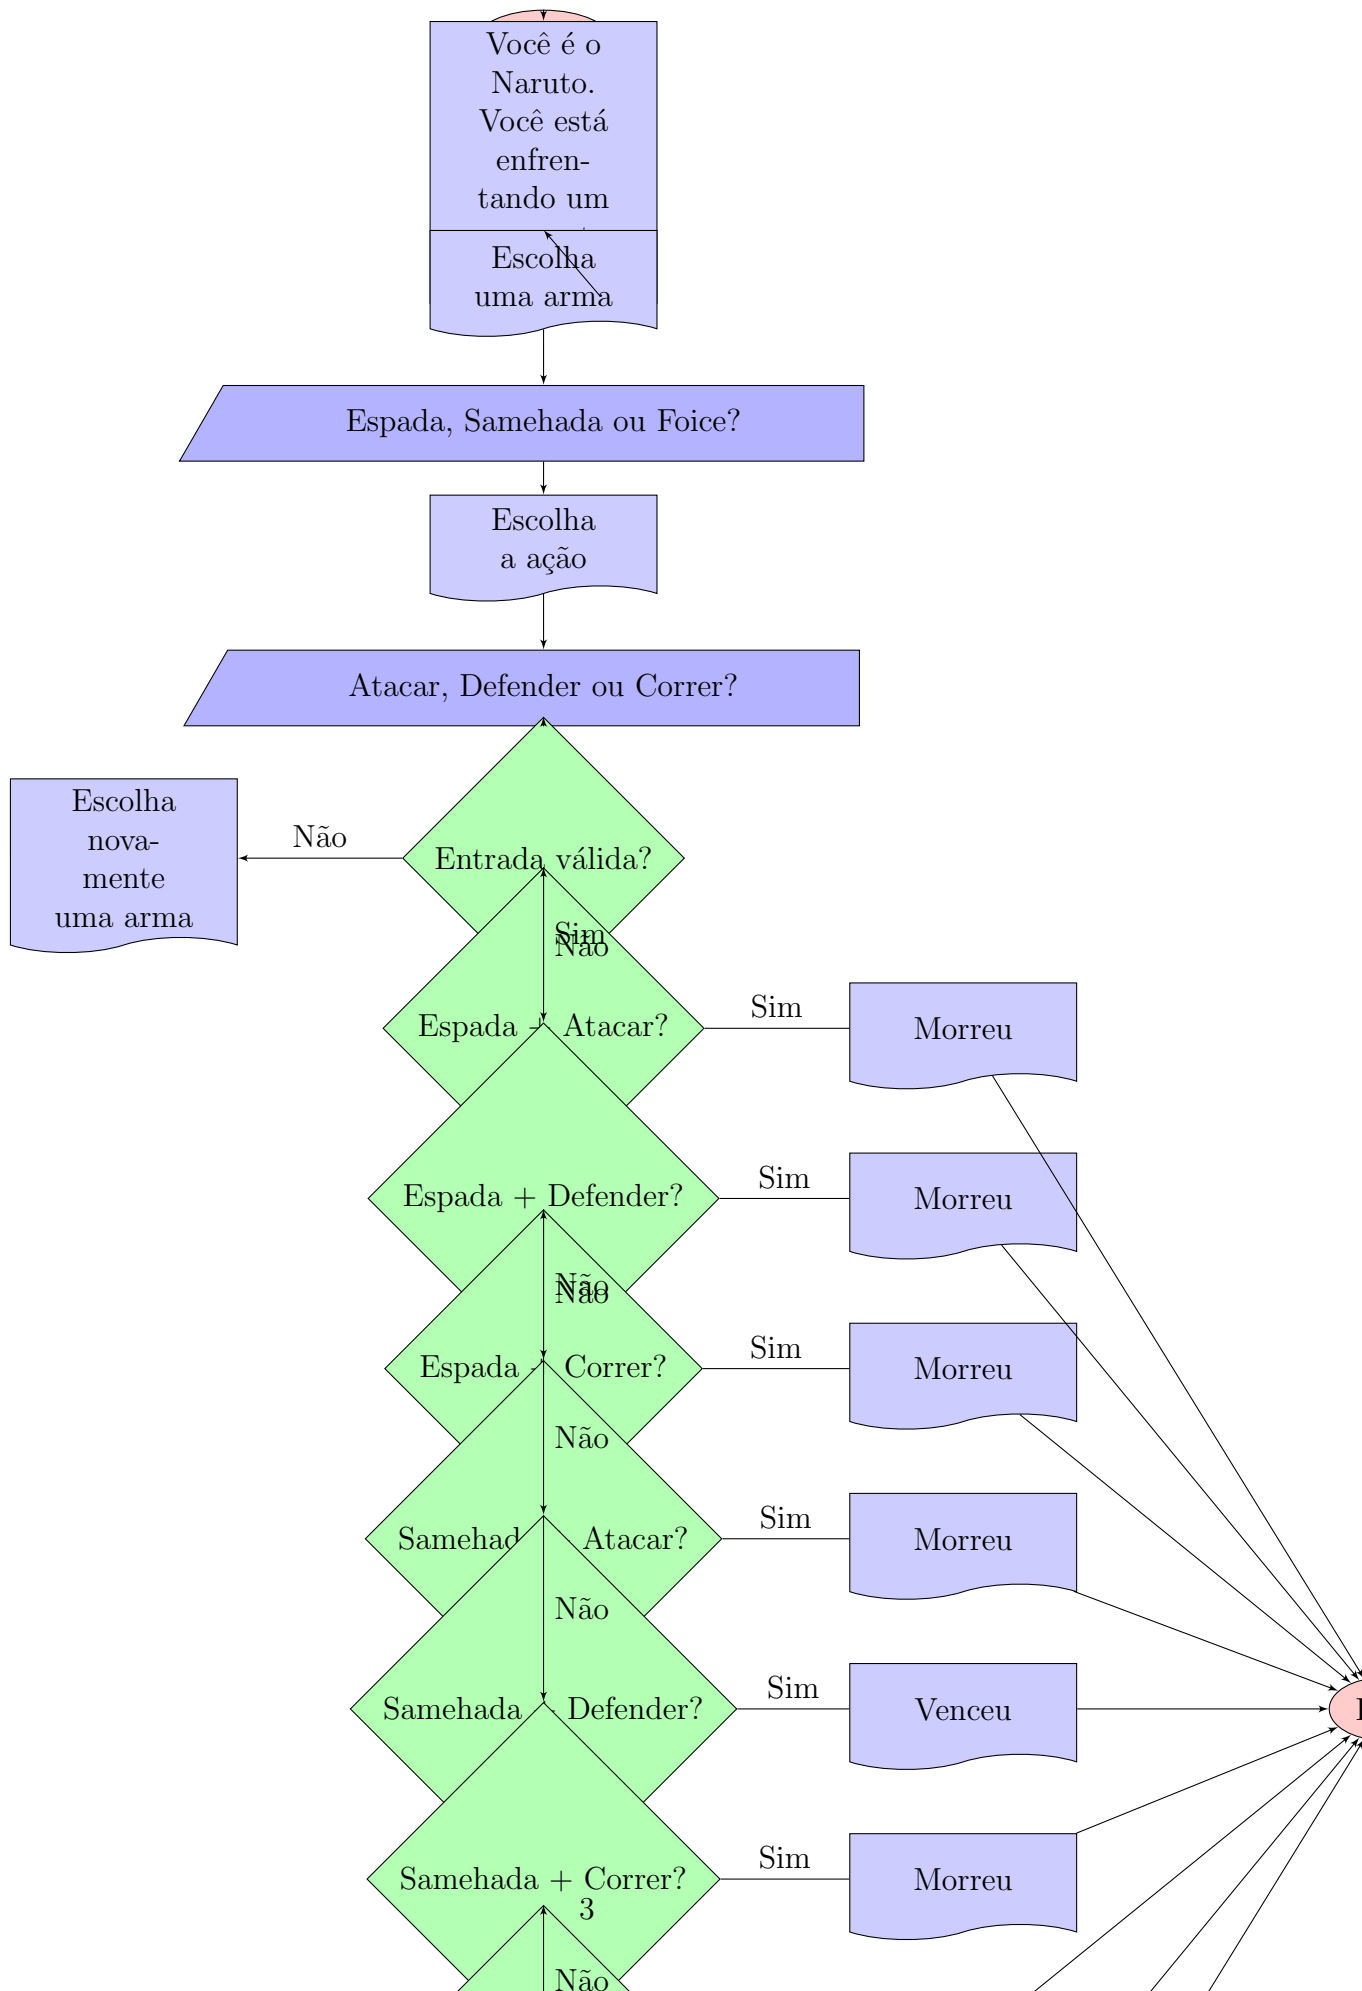 Você é o
Naruto.
Você está
enfren-
tando um
Escolha
uma arma
Espada, Samehada ou Foice?
Escolha
a ação
Atacar, Defender ou Correr?
Escolha
nova-
mente
uma arma
Não
Entrada válida?
Sim
Não
Espada + Atacar?
Sim
Morreu
Espada + Defender?
Sim
Morreu
Não
Não
Espada Correr?
Sim
Morreu
Não
Atacar?
Sim
Morreu
Não
Samehada Defender?
Sim
Venceu
Samehada + Correr?
Sim
Morreu
3
Não